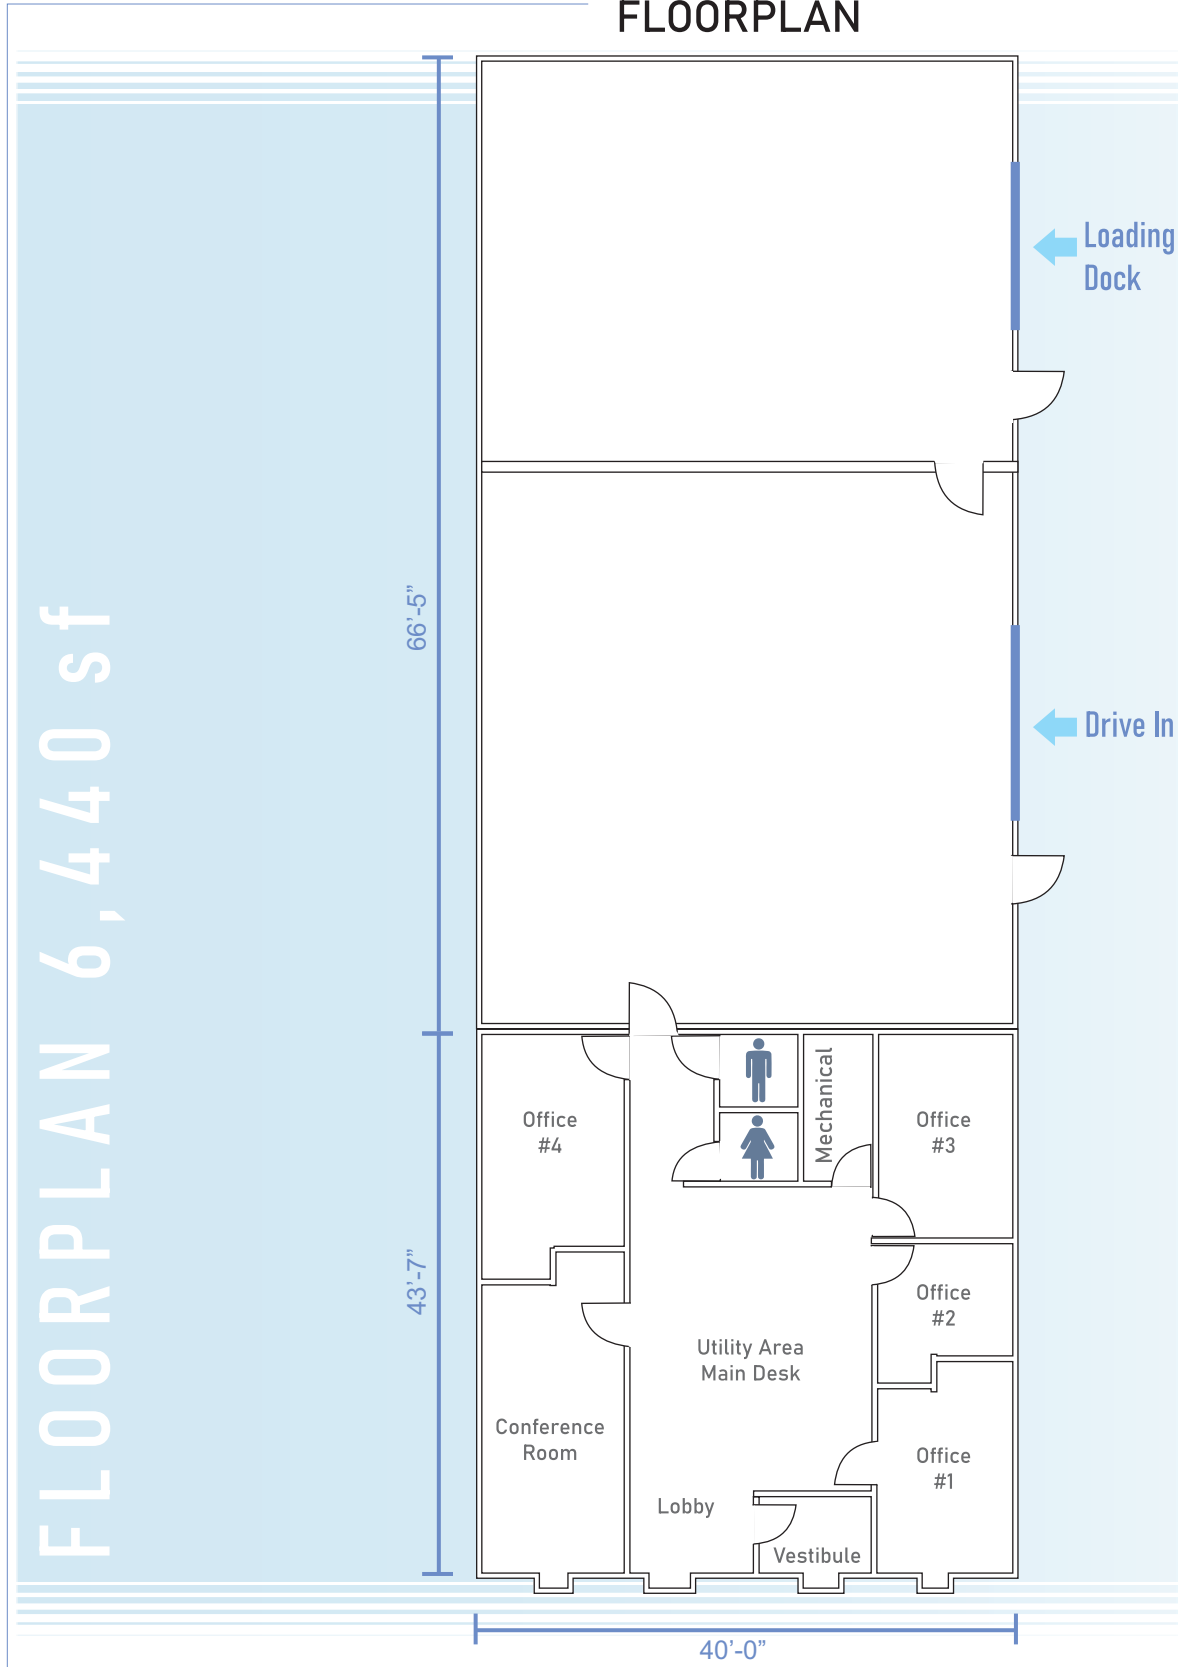 FLOORPLAN
Loading
Dock
66'-5”
Drive In
FLOORPLAN 6,440 sf
Office
#4
Mechanical
Office
#3
43'-7”
Office
#2
Utility Area
Main Desk
Conference
Room
Office
#1
Lobby
Vestibule
40'-0”